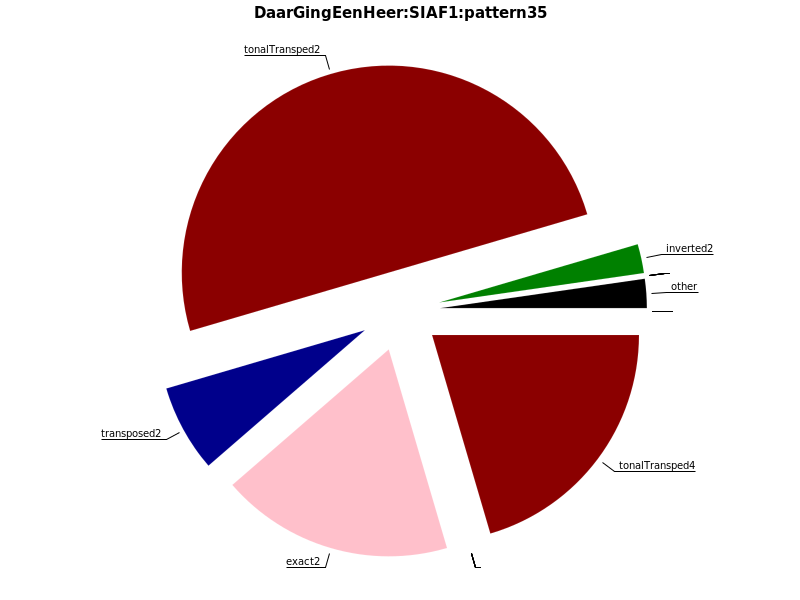 DaarGingEenHeer:SIAF1:pattern35
tonalTransped2
inverted2
other
transposed2
tonalTransped4
exact2